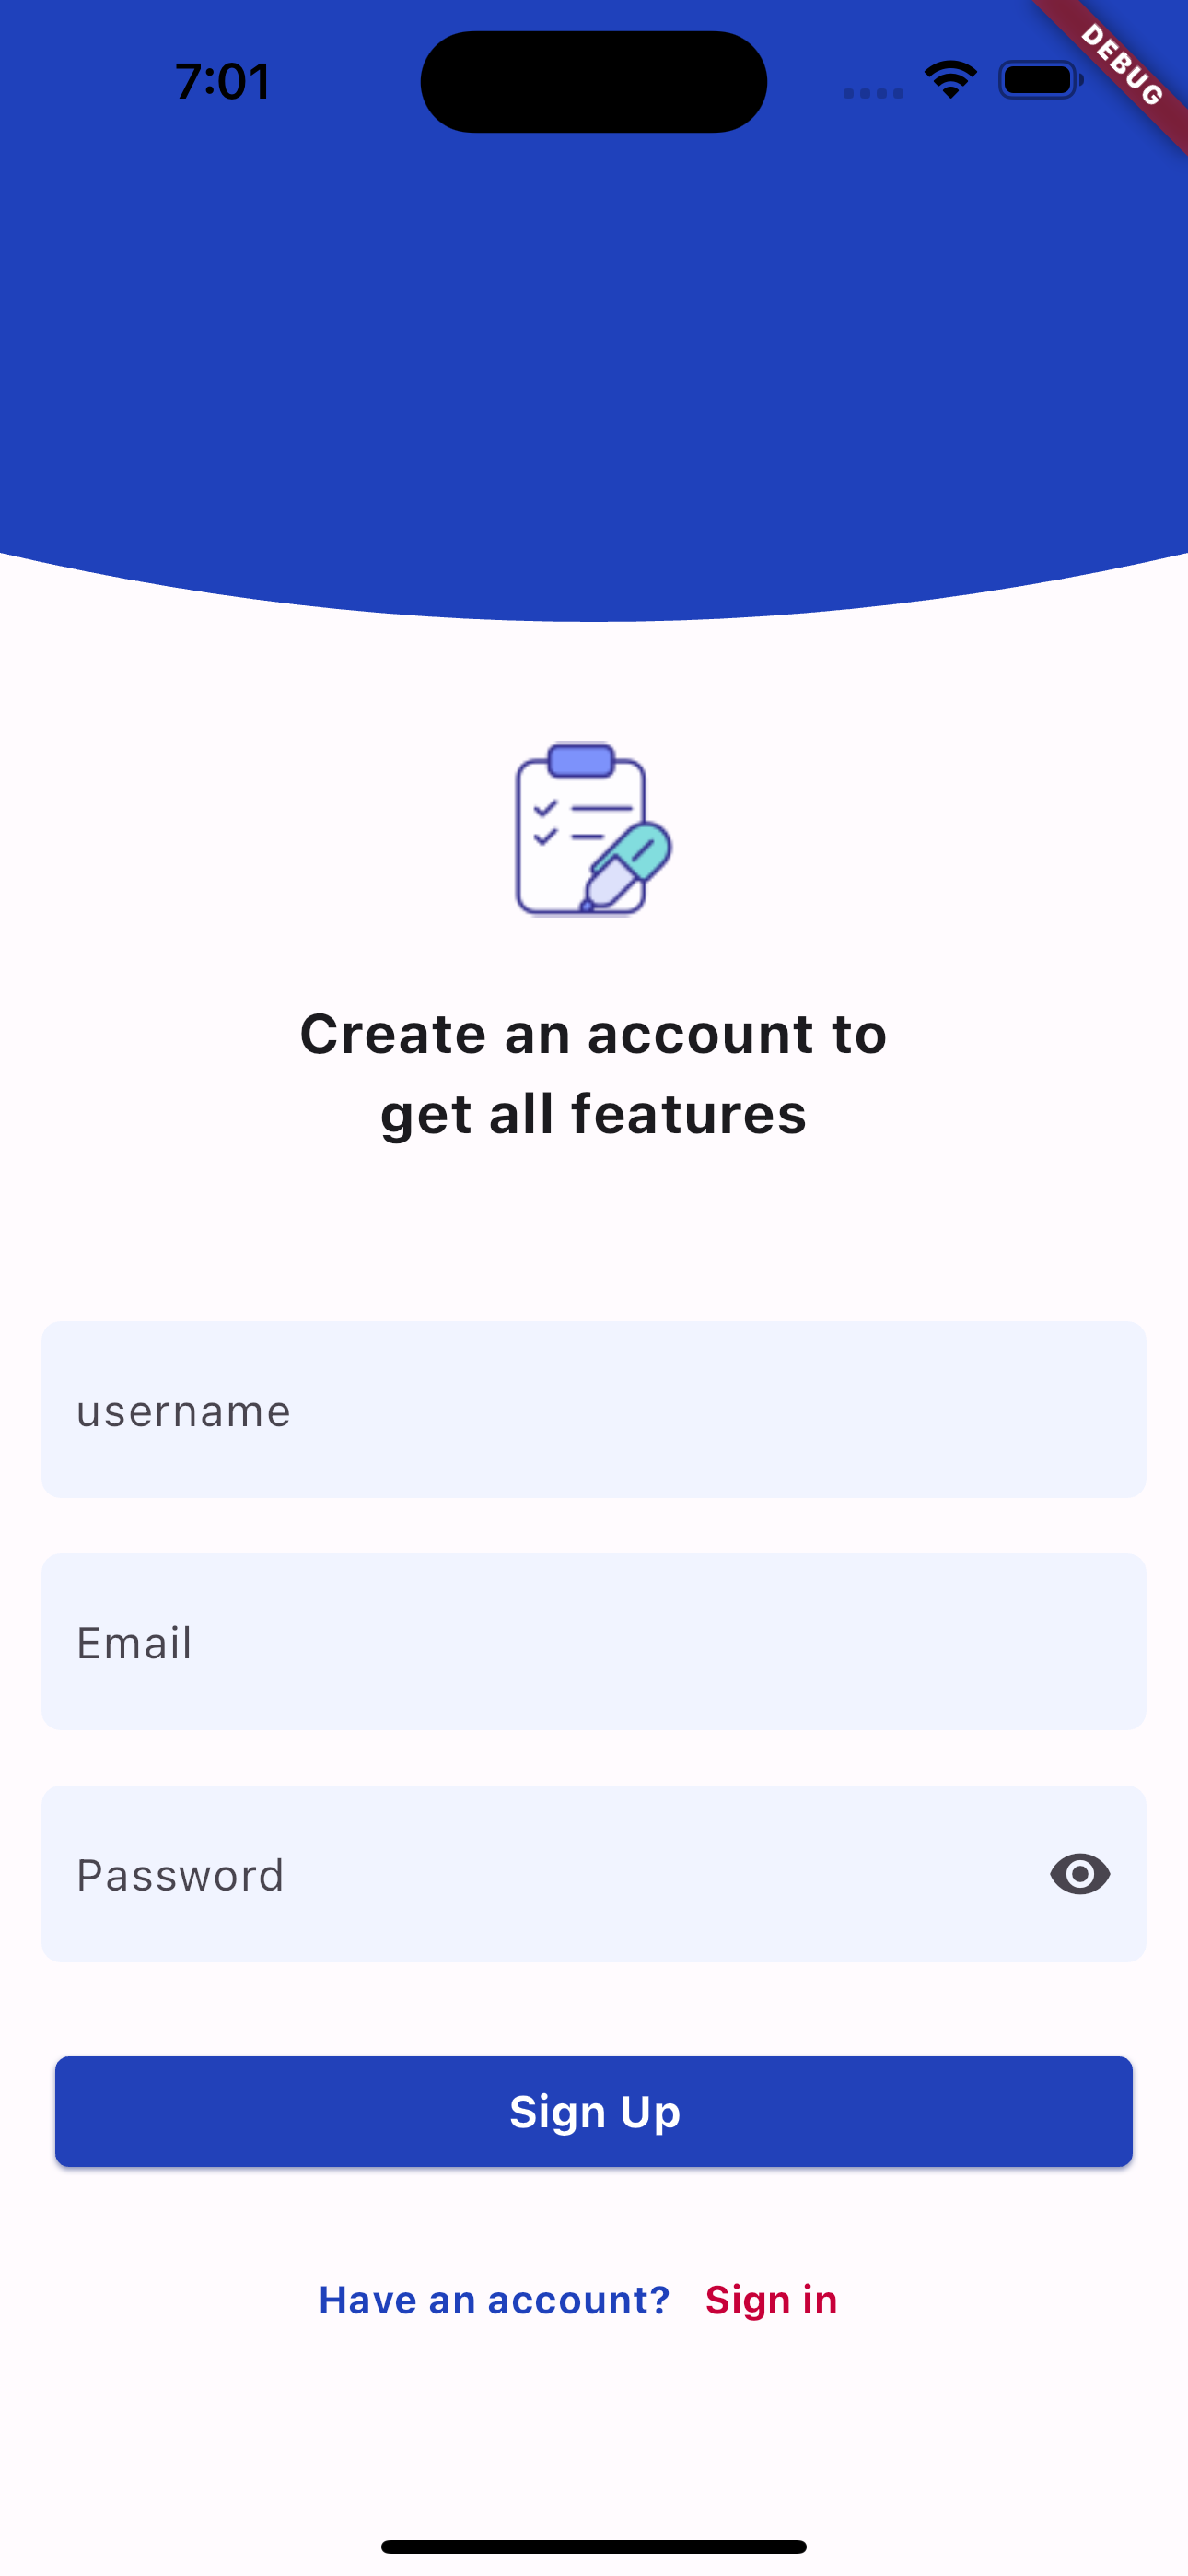 7:01
DEBUG
Create an account to
get all features
username
Email
Password
Sign Up
Have an account? Sign in